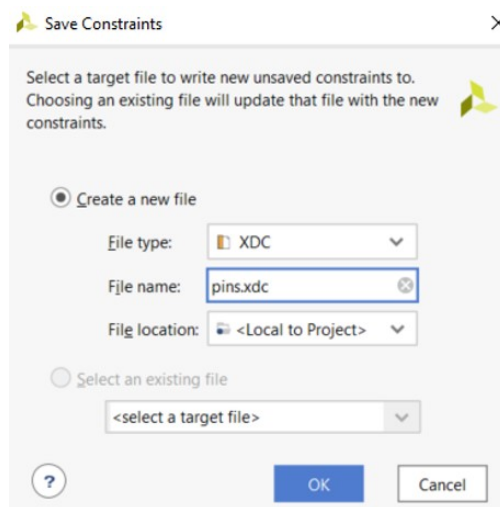 Save Constraints
Select a target file to write new unsaved constraints to.
Choosing an existing file will update that file with the new
constraints.
Create a new file
File type: XDC
File name: pins.xdc
File location: <Local to Project>
Select an existing file
<select a target file>
? OK Cancel